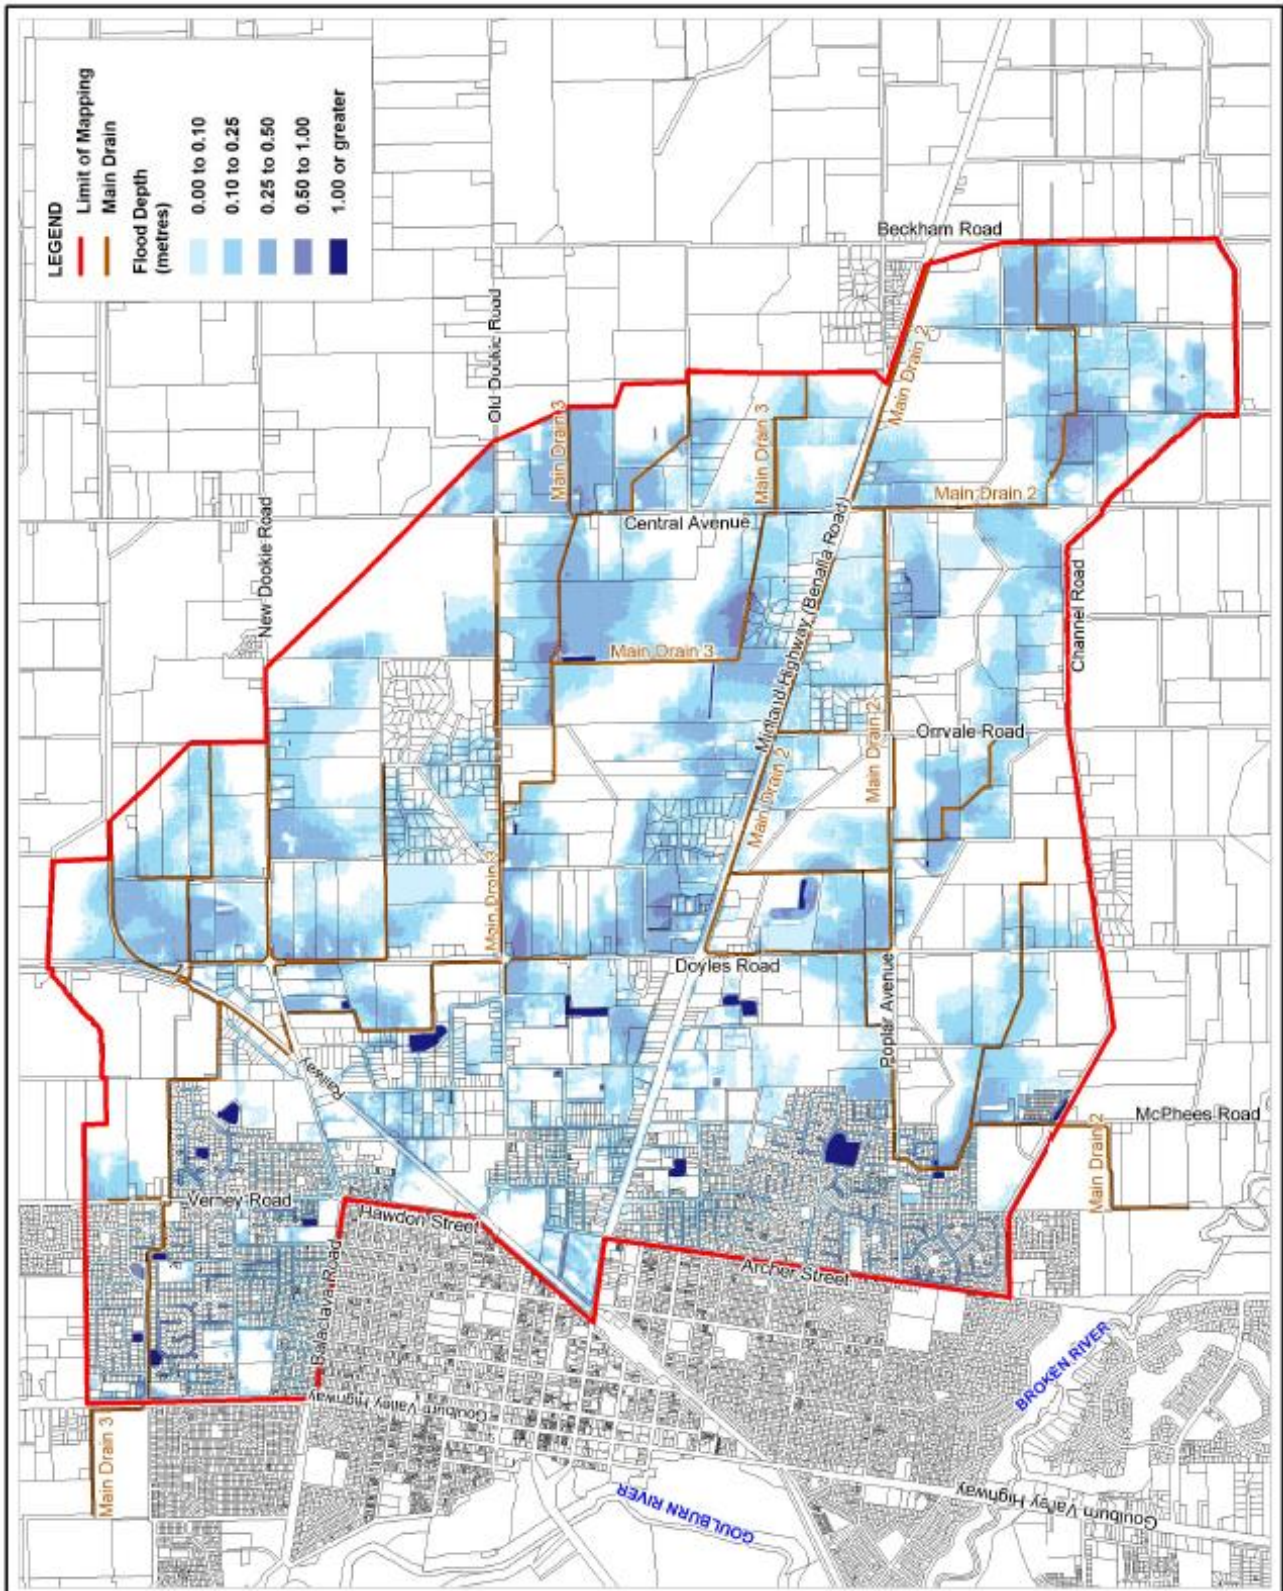 LEGEND
Limit of Mapping
Main Drain
Flood Depth
(metres)
0.00 to 0.10
0.10 to 0.25
0.25 to 0.50
0.50 to 1.00
1.00 or greater
Beckham Road
Old Dookie Road
Main Drain 2
Main Drain 3
Main Drain 3
New Dookie Road
Central Avenue
Main Drain 2
Midland Highway (Benalla Road)
Channel Road
Main Drain 3
Orrvale Road
Main Drain 2
Main Drain 2
Main Drain 3
Doyles Road
Poplar Avenue
Railway
McPhees Road
Main Drain 2
Verney Road
Hawdon Street
Archer Street
Balaclava Road
BROKEN RIVER
Goulburn Valley Highway
Main Drain 3
GOULBURN RIVER
Goulburn Valley Highway